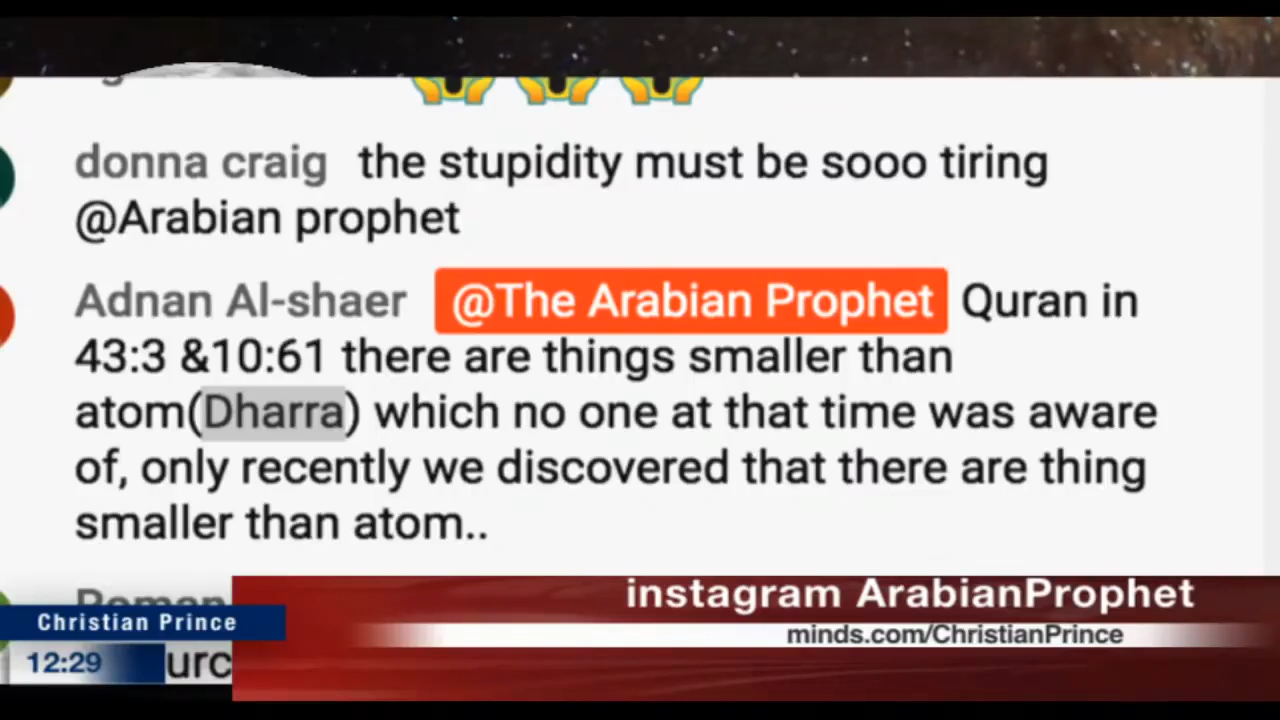 donna craig the stupidity must be sooo tiring
@Arabian prophet
Adnan Al-shaer @The Arabian Prophet Quran in
43:3 &10:61 there are things smaller than
atom(Dharra) which no one at that time was aware
of, only recently we discovered that there are thing
smaller than atom..
instagram ArabianProphet
Christian Prince
minds.com/ChristianPrince
12:29